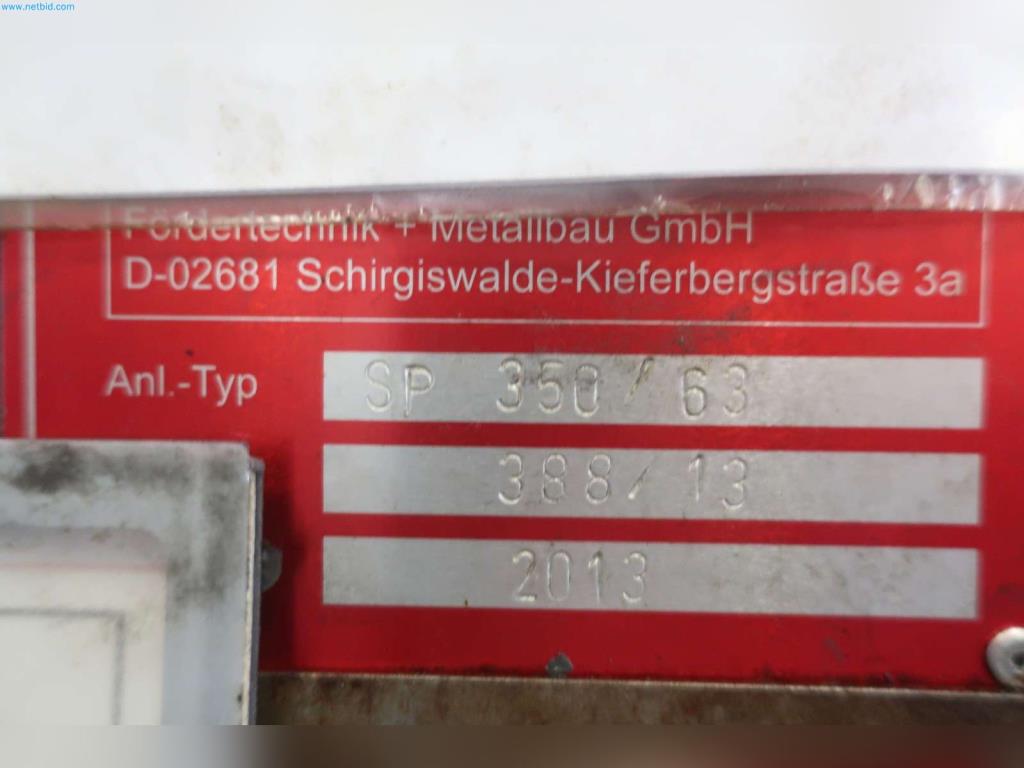 www.netbid.com
Fördertechnik + Metallbau GmbH
D-02681 Schirgiswalde-Kieferbergstraße 3a
Anl.-Typ SP 350/63
388/13
2013